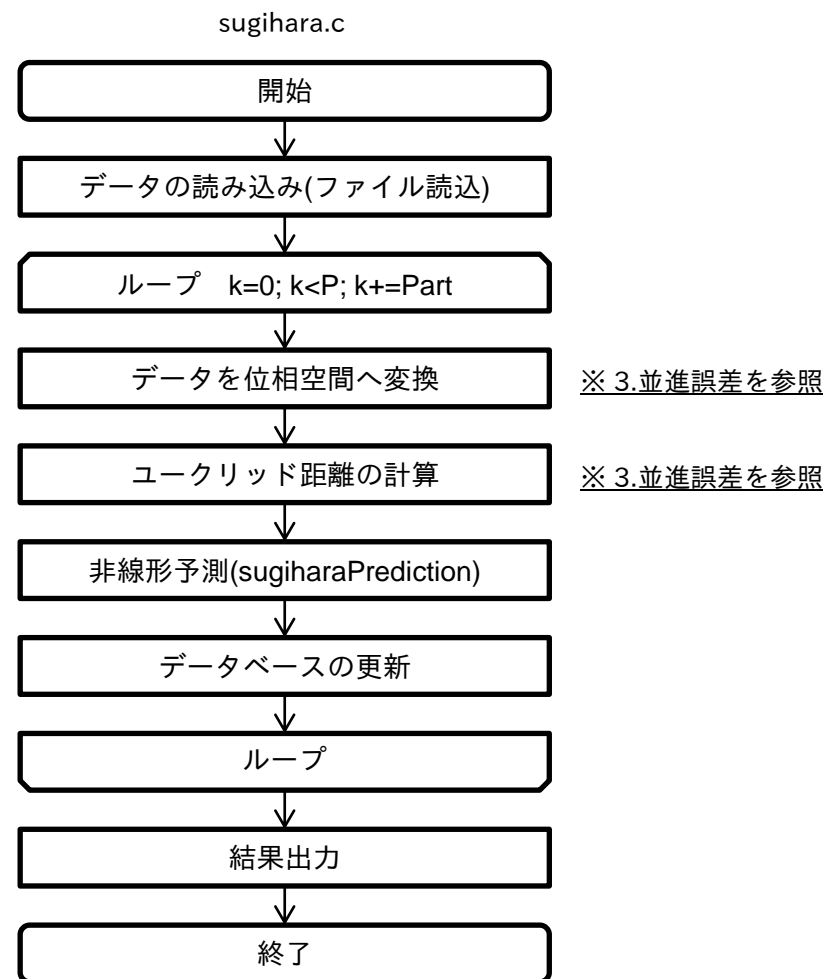 sugihara.c
開始
データの読み込み(ファイル読込)
ループ　k=0; k<P; k+=Part
データを位相空間へ変換
※ 3.並進誤差を参照
ユークリッド距離の計算
※ 3.並進誤差を参照
非線形予測(sugiharaPrediction)
データベースの更新
ループ
結果出力
終了